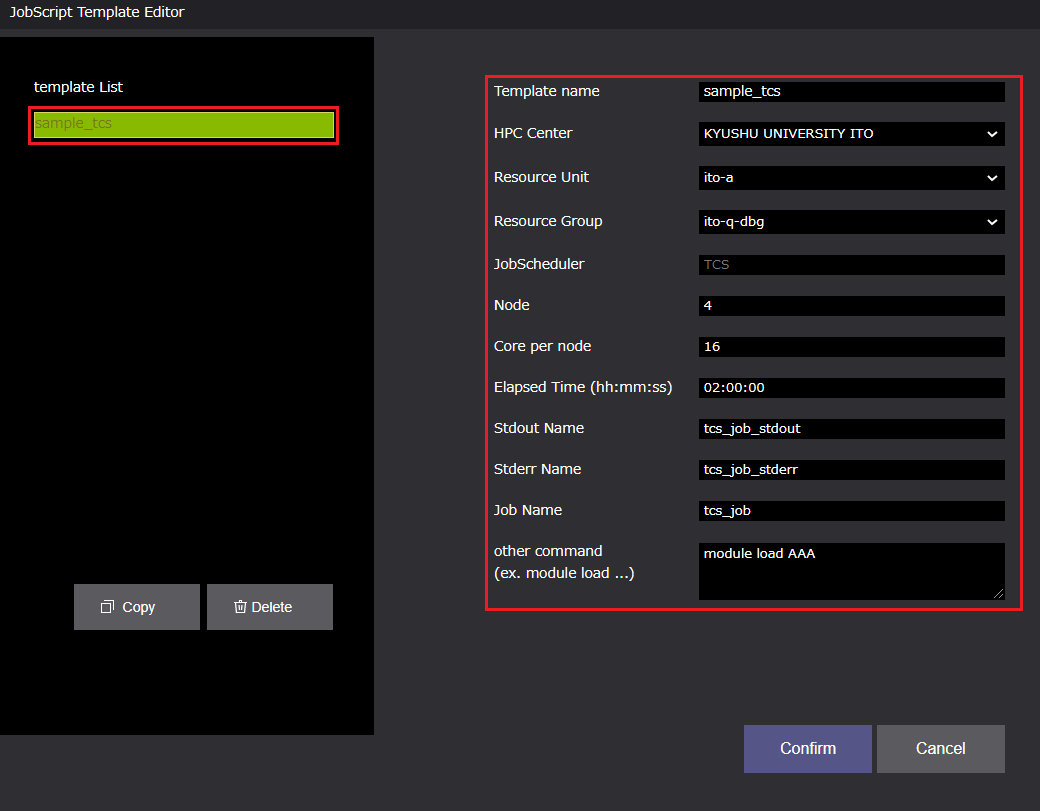 JobScript Template Editor
template List
sample_tcs
Copy
Delete
Template name sample_tcs
HPC Center KYUSHU UNIVERSITY ITO
Resource Unit ito-a
Resource Group ito-q-dbg
JobScheduler TCS
Node 4
Core per node 16
Elapsed Time (hh:mm:ss) 02:00:00
Stdout Name tcs_job_stdout
Stderr Name tcs_job_stderr
Job Name tcs_job
other command module load AAA
(ex. module load ...)
Confirm
Cancel